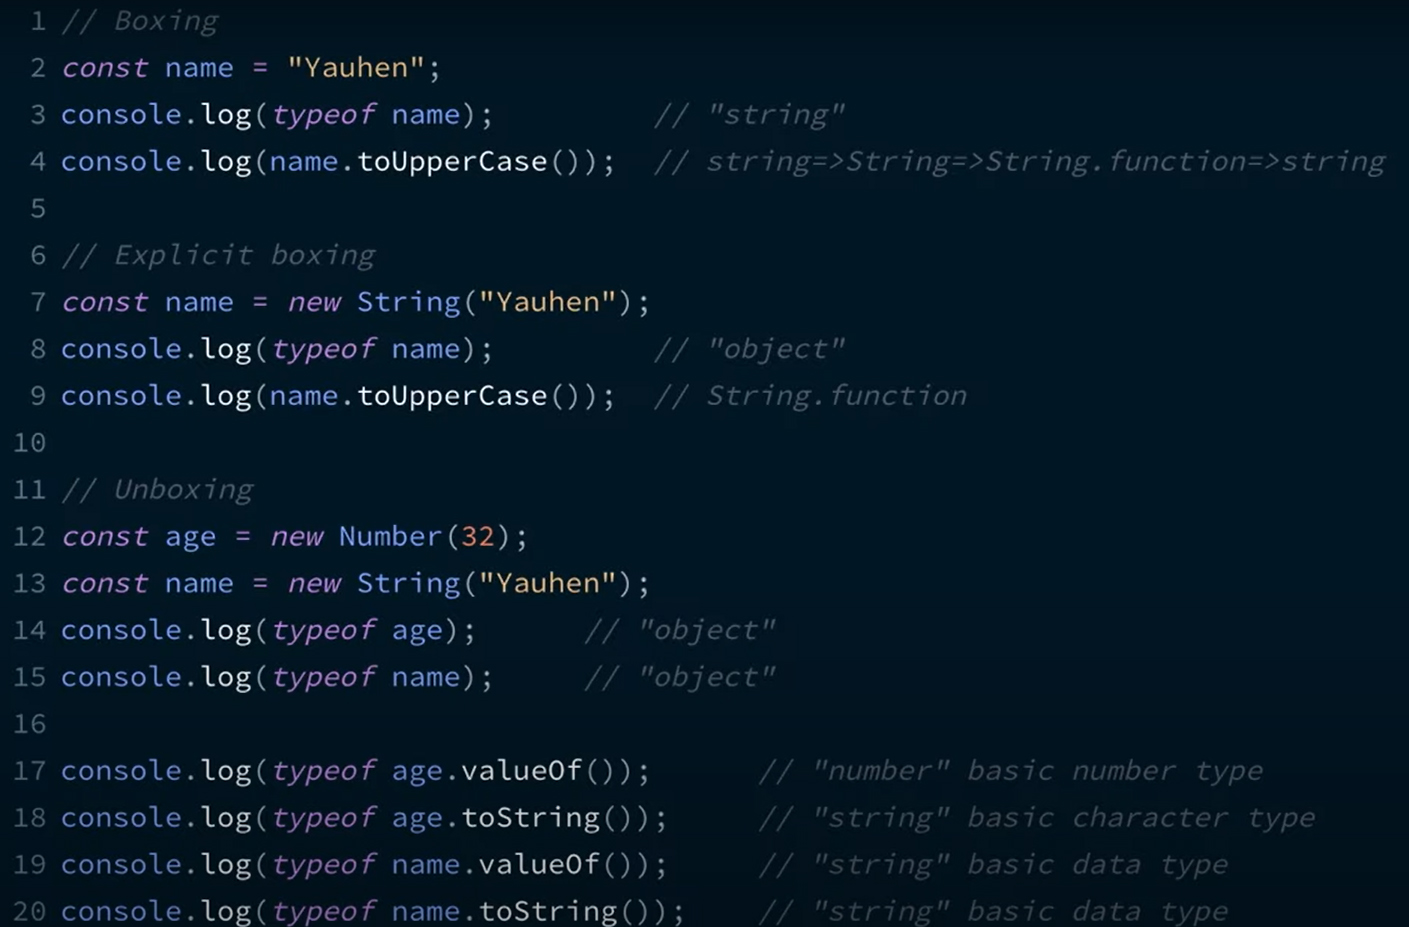 1 // Boxing
2 const name = "Yauhen";
3 console.log(typeof name);         // "string"
4 console.log(name.toUpperCase());  // string=>String=>String.function=>string
5
6 // Explicit boxing
7 const name = new String("Yauhen");
8 console.log(typeof name);         // "object"
9 console.log(name.toUpperCase());  // String.function
10
11 // Unboxing
12 const age = new Number(32);
13 const name = new String("Yauhen");
14 console.log(typeof age);      // "object"
15 console.log(typeof name);     // "object"
16
17 console.log(typeof age.valueOf());      // "number" basic number type
18 console.log(typeof age.toString());     // "string" basic character type
19 console.log(typeof name.valueOf());     // "string" basic data type
20 console.log(typeof name.toString());    // "string" basic data type